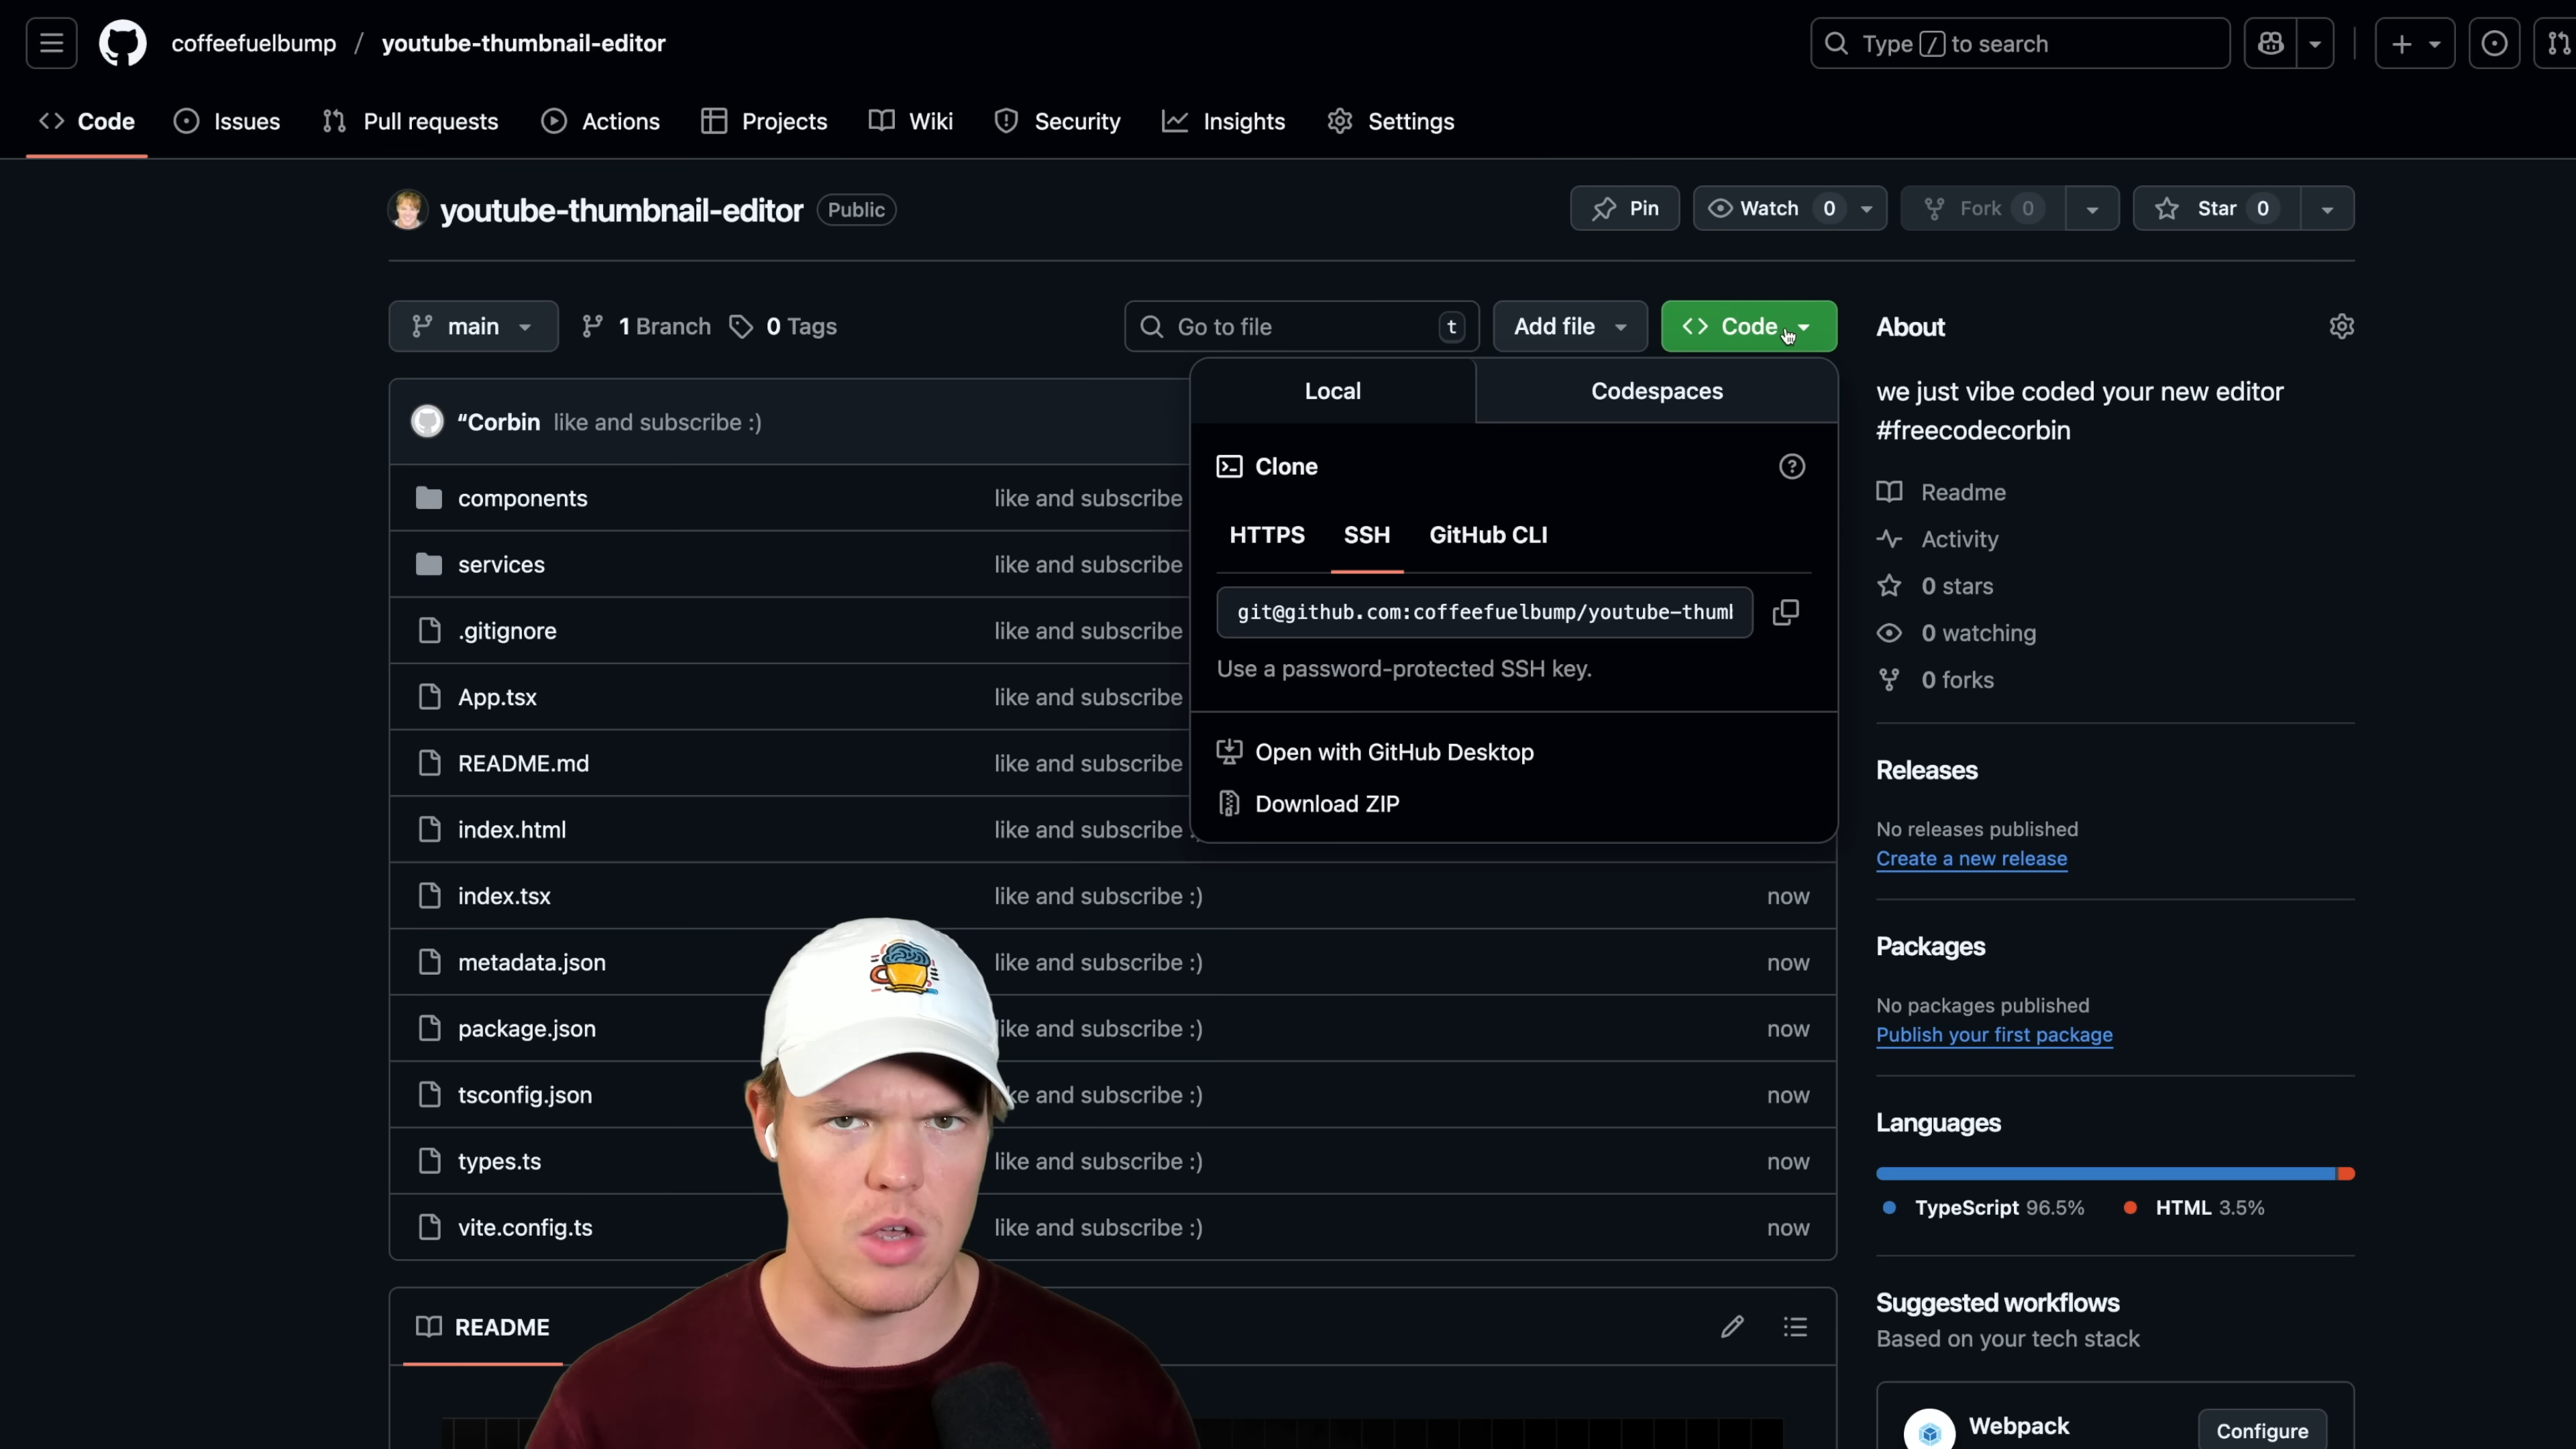 coffeefuelbump / youtube-thumbnail-editor
Type / to search
Code
Issues
Pull requests
Actions
Projects
Wiki
Security
Insights
Settings
youtube-thumbnail-editor
Public
Pin
Watch 0
Fork 0
Star 0
main
1 Branch
0 Tags
Go to file
t
Add file
Code
Local
Codespaces
Clone
HTTPS
SSH
GitHub CLI
git@github.com:coffeefuelbump/youtube-thum
Use a password-protected SSH key.
Open with GitHub Desktop
Download ZIP
“Corbin like and subscribe :)
components like and subscribe
services like and subscribe
.gitignore like and subscribe
App.tsx like and subscribe
README.md like and subscribe
index.html like and subscribe
index.tsx like and subscribe :) now
metadata.json like and subscribe :) now
package.json like and subscribe :) now
tsconfig.json like and subscribe :) now
types.ts like and subscribe :) now
vite.config.ts like and subscribe :) now
README
About
we just vibe coded your new editor
#freecodecorbin
Readme
Activity
0 stars
0 watching
0 forks
Releases
No releases published
Create a new release
Packages
No packages published
Publish your first package
Languages
TypeScript 96.5%
HTML 3.5%
Suggested workflows
Based on your tech stack
Webpack
Configure